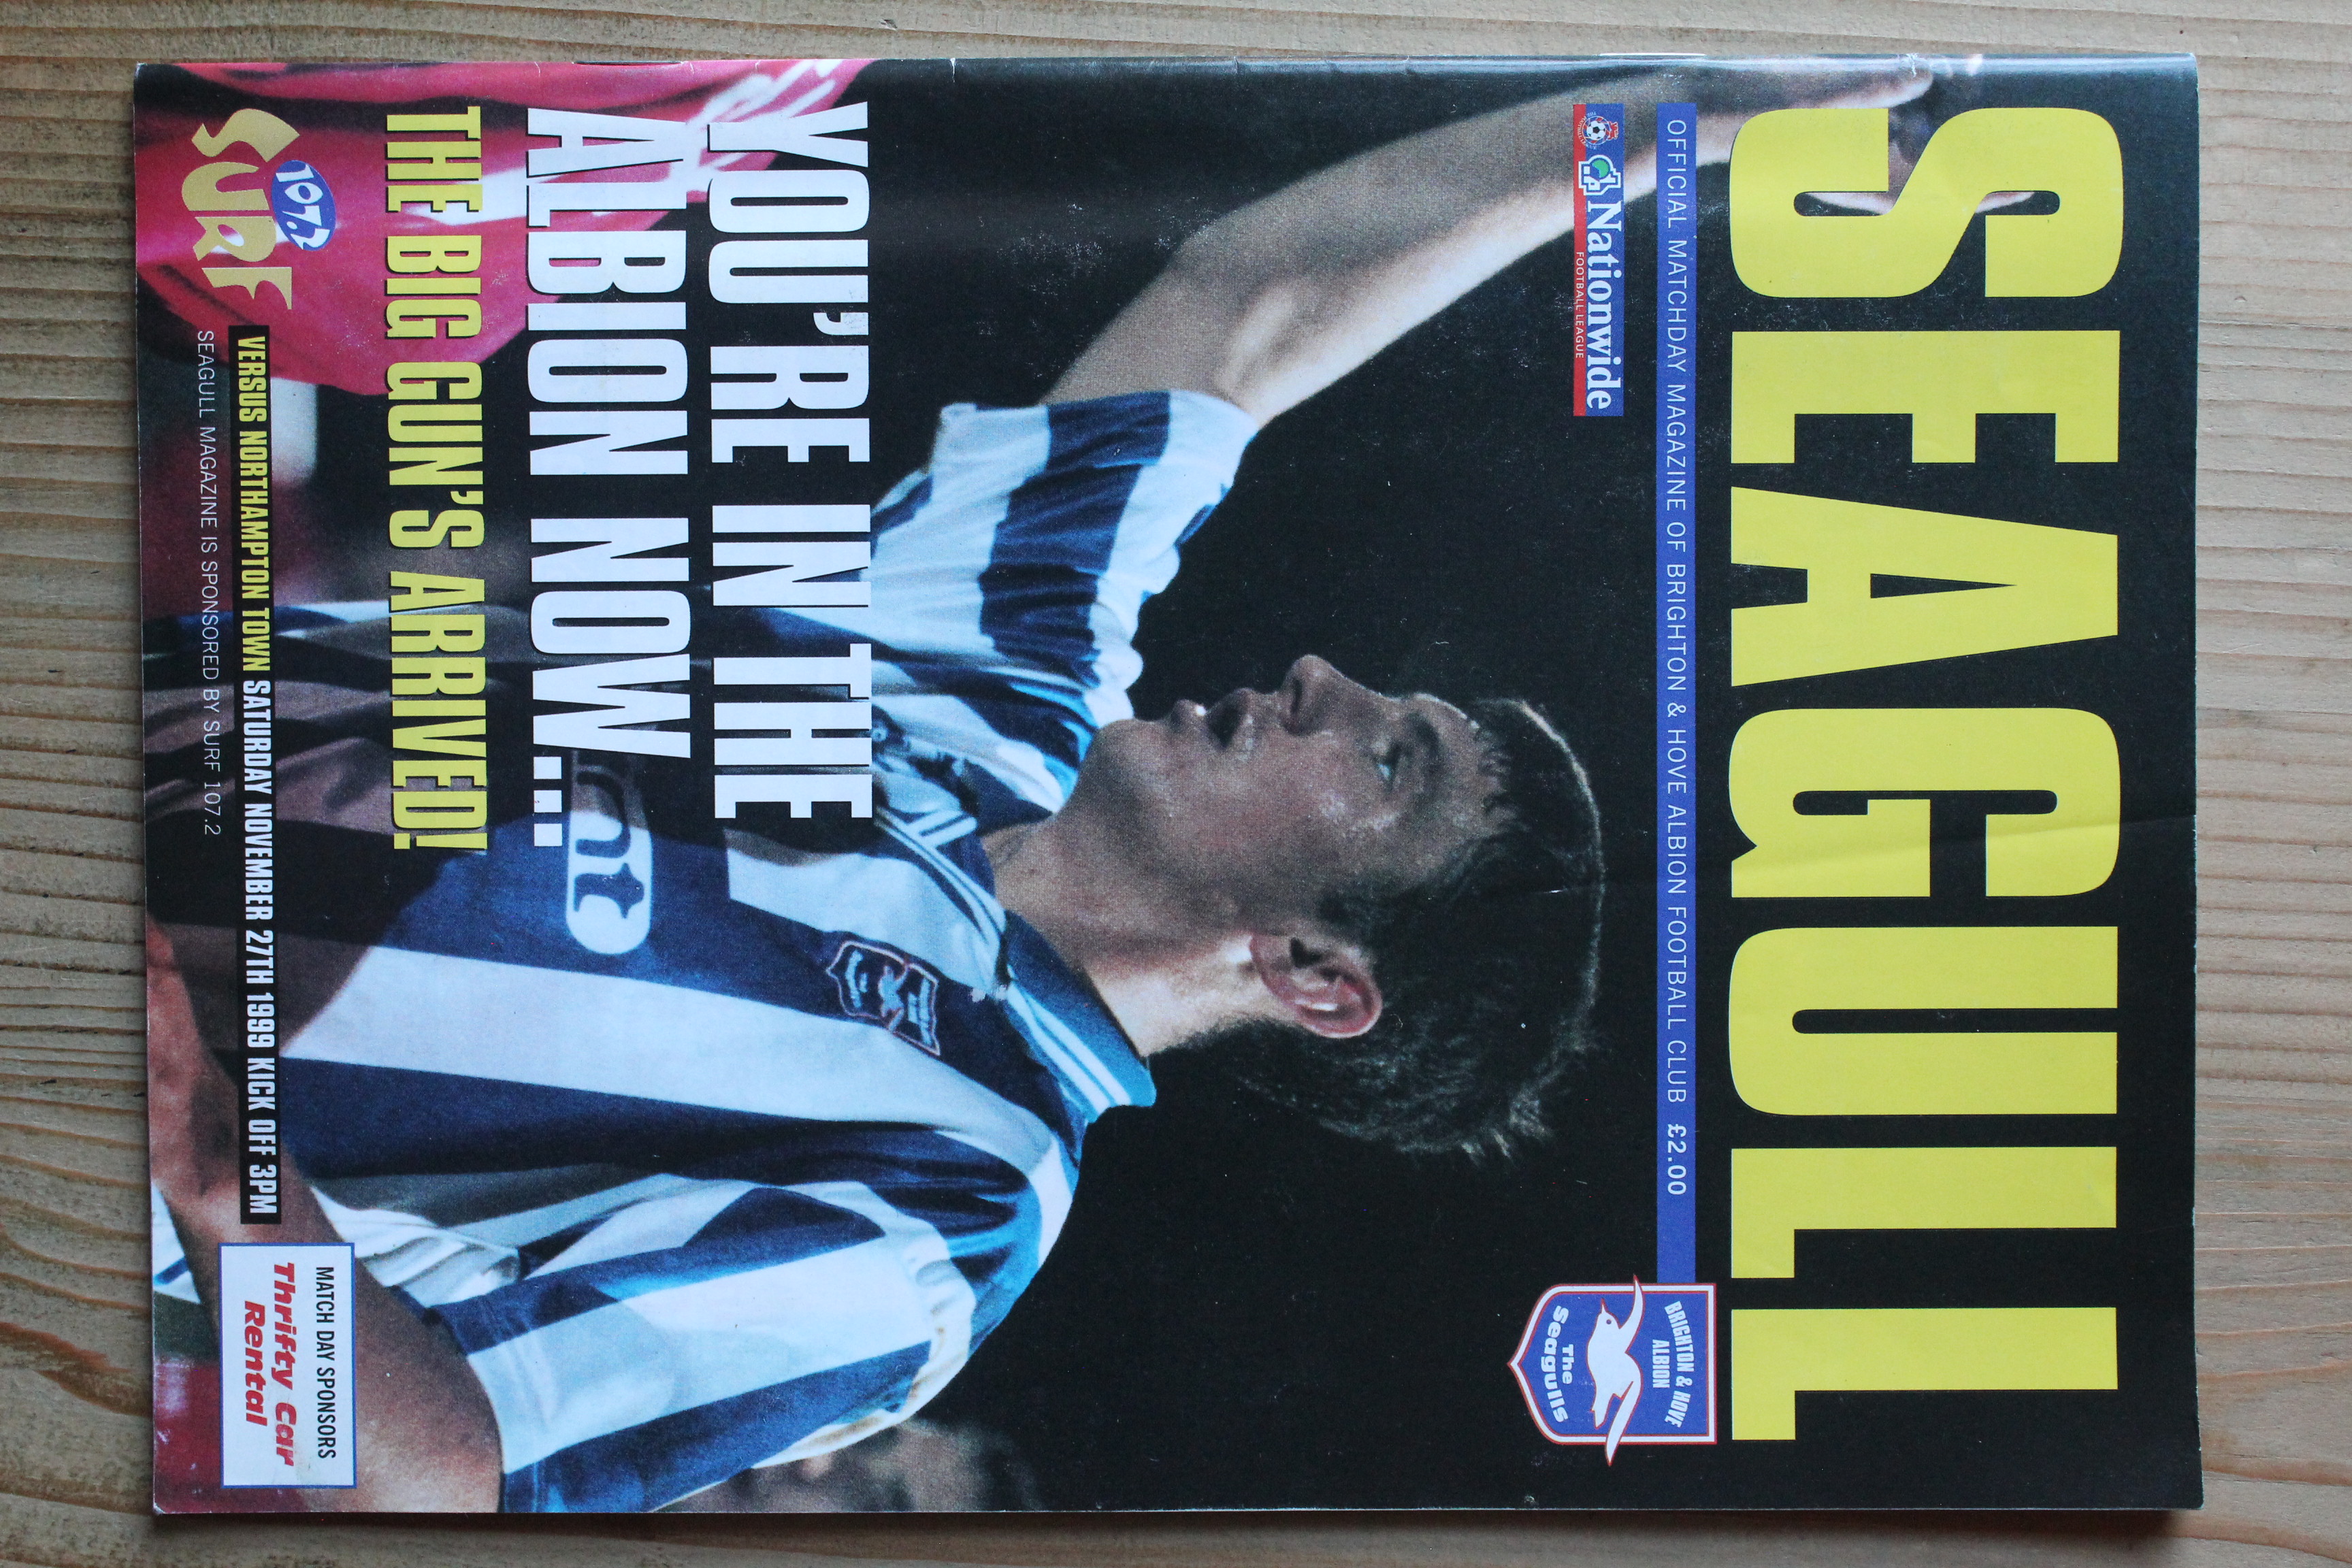 SEAGULL
OFFICIAL MATCHDAY MAGAZINE OF BRIGHTON & HOVE ALBION FOOTBALL CLUB £2.00
Nationwide
FOOTBALL LEAGUE
BRIGHTON & HOVE
ALBION
The
Seagulls
YOU'RE IN THE
ALBION NOW...
THE BIG GUN'S ARRIVED!
107.2
SURF
VERSUS NORTHAMPTON TOWN SATURDAY NOVEMBER 27TH 1999 KICK OFF 3PM
SEAGULL MAGAZINE IS SPONSORED BY SURF 107.2
MATCH DAY SPONSORS
Thrifty Car
Rental